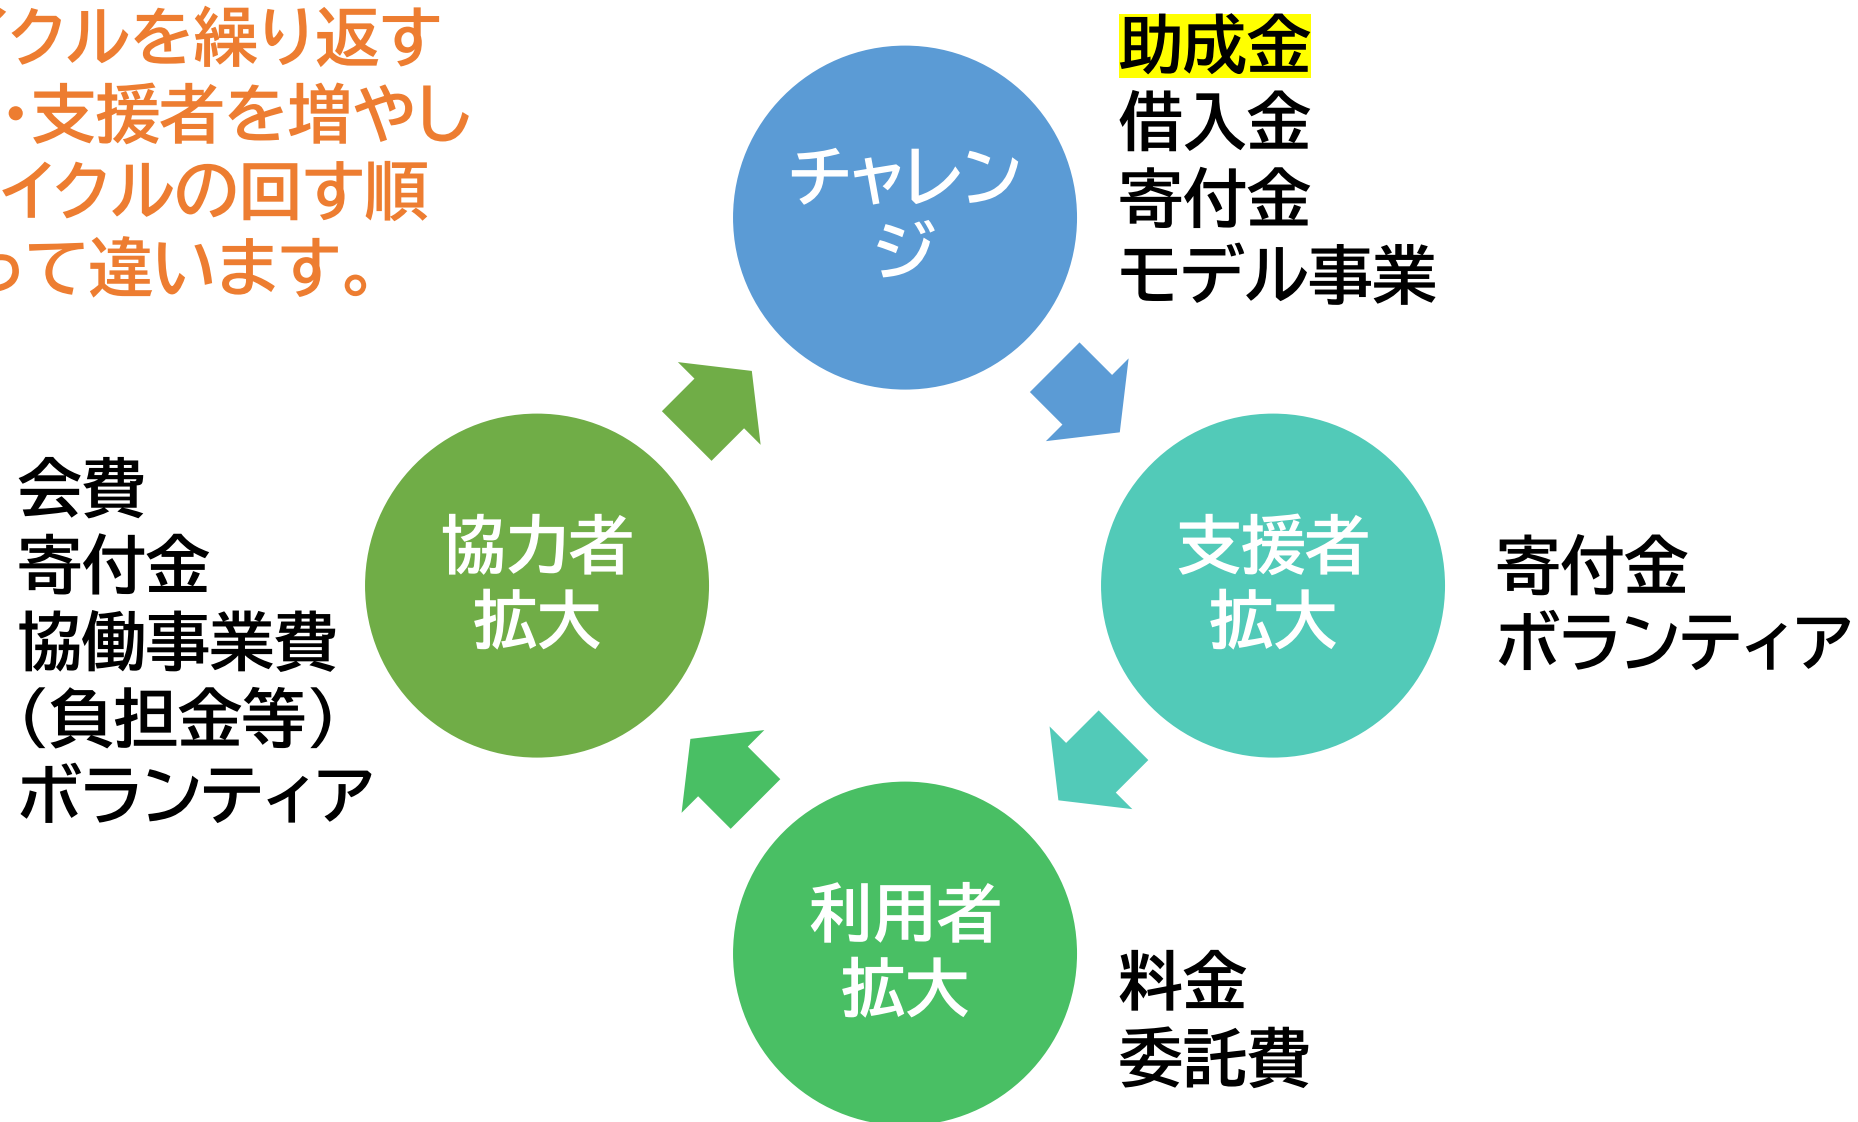 イクルを繰り返す
・支援者を増やし
イクルの回す順
って違います。
助成金
借入金
寄付金
モデル事業
チャレン
ジ
会費
寄付金
協働事業費
（負担金等）
ボランティア
協力者
拡大
支援者
拡大
寄付金
ボランティア
利用者
拡大
料金
委託費